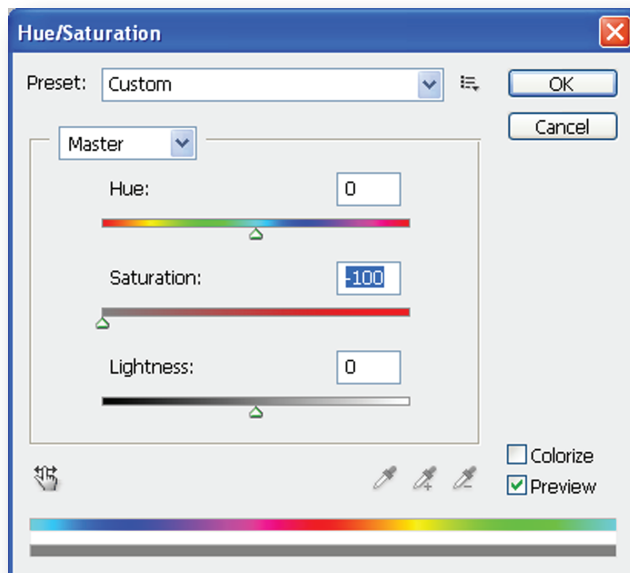 Hue/Saturation
Preset: Custom
OK
Cancel
Master
Hue: 0
Saturation: -100
Lightness: 0
Colorize
Preview